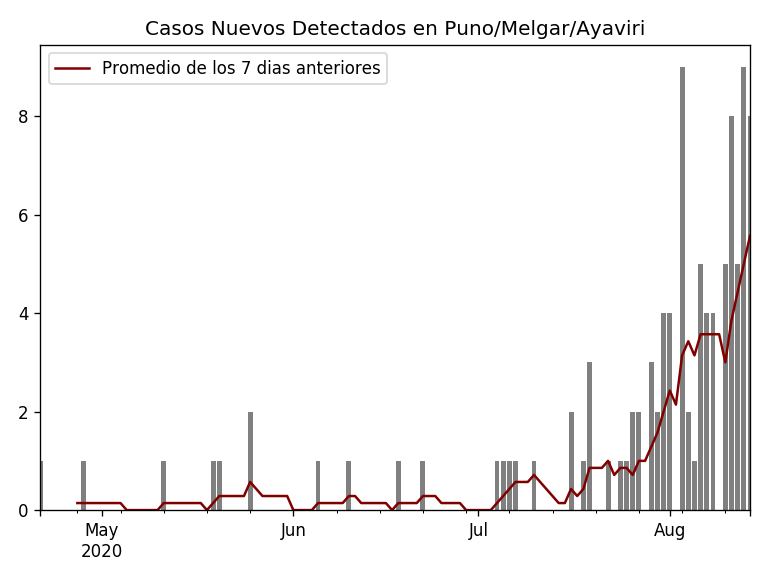 Casos Nuevos Detectados en Puno/Melgar/Ayaviri
Promedio de los 7 dias anteriores
8
6
4
2
0
May
2020
Jun
Jul
Aug